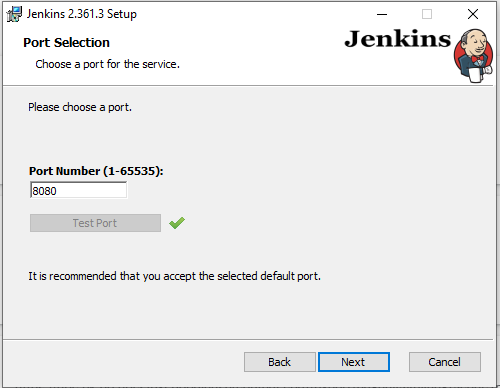 Jenkins 2.361.3 Setup
Port Selection
Jenkins
Choose a port for the service.
Please choose a port.
Port Number (1-65535):
8080
Test Port
It is recommended that you accept the selected default port.
Back
Next
Cancel